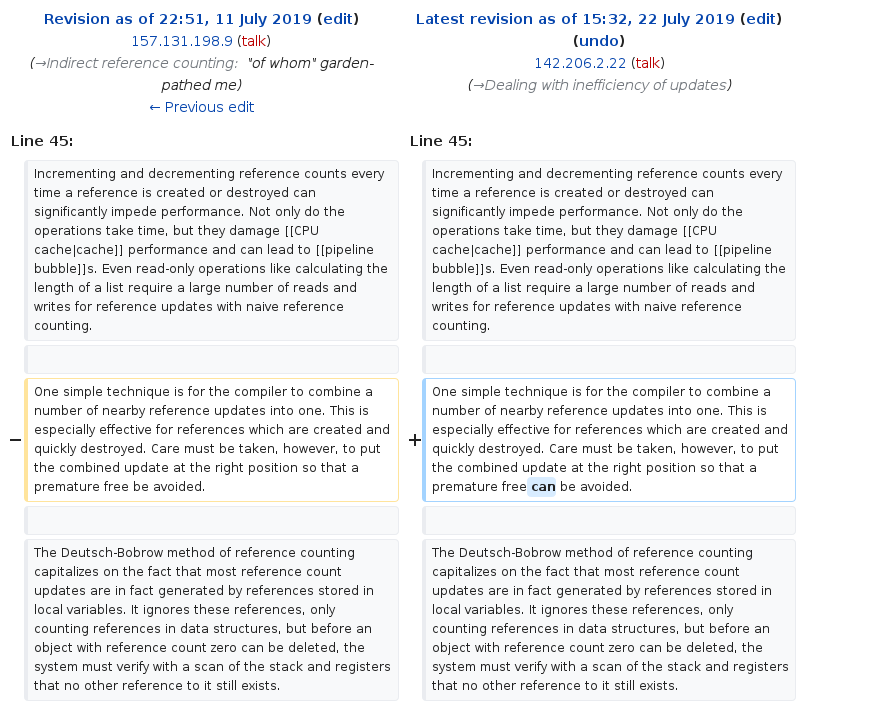 Revision as of 22:51, 11 July 2019 (edit)
157.131.198.9 (talk)
(→Indirect reference counting: "of whom" garden-
pathed me)
← Previous edit
Latest revision as of 15:32, 22 July 2019 (edit)
(undo)
142.206.2.22 (talk)
(→Dealing with inefficiency of updates)
Line 45:
Line 45:
Incrementing and decrementing reference counts every
time a reference is created or destroyed can
significantly impede performance. Not only do the
operations take time, but they damage [[CPU
cache|cache]] performance and can lead to [[pipeline
bubble]]s. Even read-only operations like calculating the
length of a list require a large number of reads and
writes for reference updates with naive reference
counting.
Incrementing and decrementing reference counts every
time a reference is created or destroyed can
significantly impede performance. Not only do the
operations take time, but they damage [[CPU
cache|cache]] performance and can lead to [[pipeline
bubble]]s. Even read-only operations like calculating the
length of a list require a large number of reads and
writes for reference updates with naive reference
counting.
−
One simple technique is for the compiler to combine a
number of nearby reference updates into one. This is
especially effective for references which are created and
quickly destroyed. Care must be taken, however, to put
the combined update at the right position so that a
premature free be avoided.
+
One simple technique is for the compiler to combine a
number of nearby reference updates into one. This is
especially effective for references which are created and
quickly destroyed. Care must be taken, however, to put
the combined update at the right position so that a
premature free can be avoided.
The Deutsch-Bobrow method of reference counting
capitalizes on the fact that most reference count
updates are in fact generated by references stored in
local variables. It ignores these references, only
counting references in data structures, but before an
object with reference count zero can be deleted, the
system must verify with a scan of the stack and registers
that no other reference to it still exists.
The Deutsch-Bobrow method of reference counting
capitalizes on the fact that most reference count
updates are in fact generated by references stored in
local variables. It ignores these references, only
counting references in data structures, but before an
object with reference count zero can be deleted, the
system must verify with a scan of the stack and registers
that no other reference to it still exists.